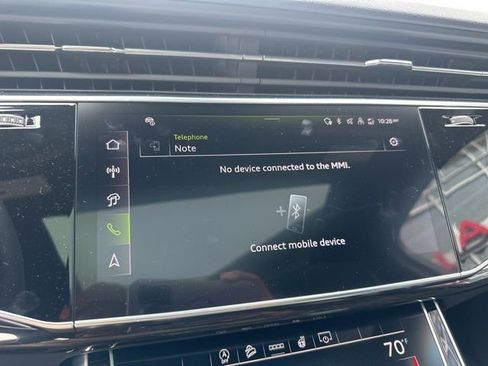 10:28
Telephone
Note
No device connected to the MMI.
Connect mobile device
70°F